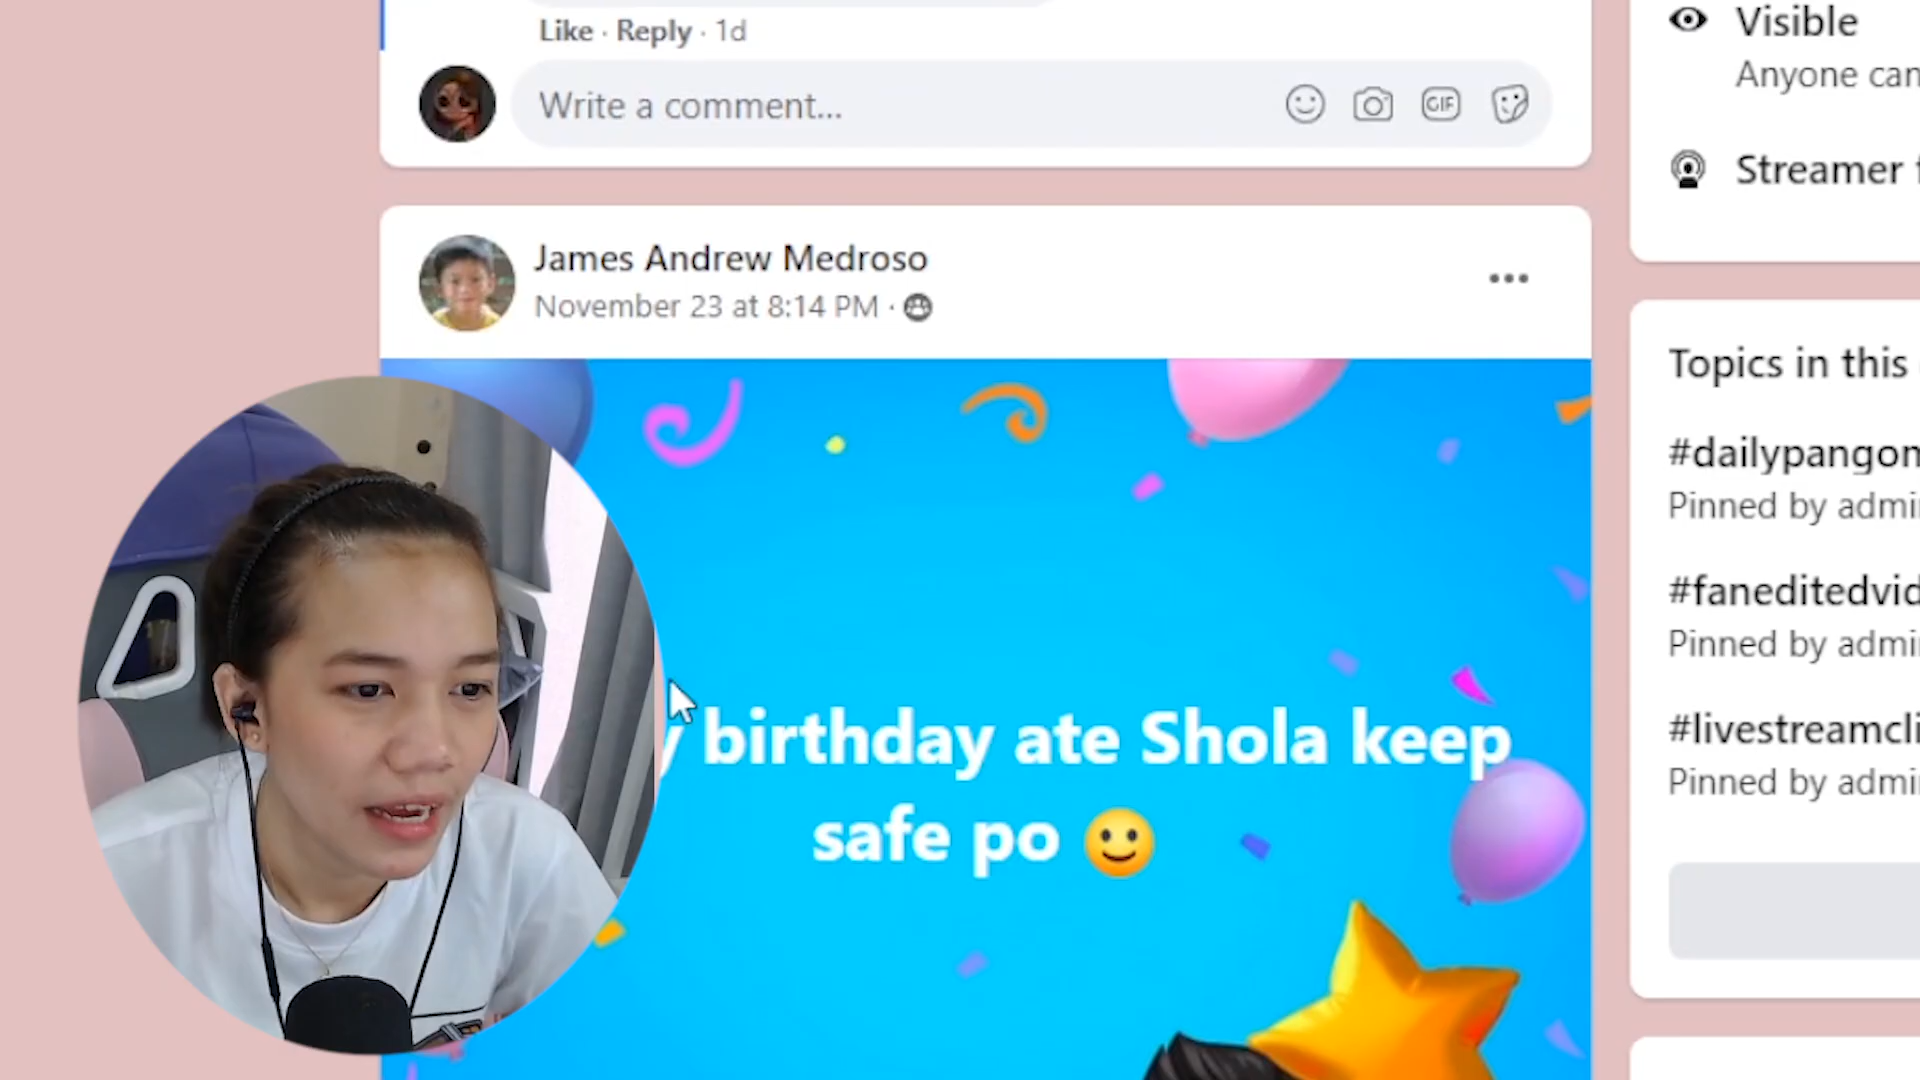 Like · Reply · 1d
Write a comment...
GIF
James Andrew Medroso
November 23 at 8:14 PM ·
birthday ate Shola keep
safe po 🙂
Visible
Anyone can
Streamer
Topics in this
#dailypangom
Pinned by admi
#faneditedvid
Pinned by admi
#livestreamcli
Pinned by admi